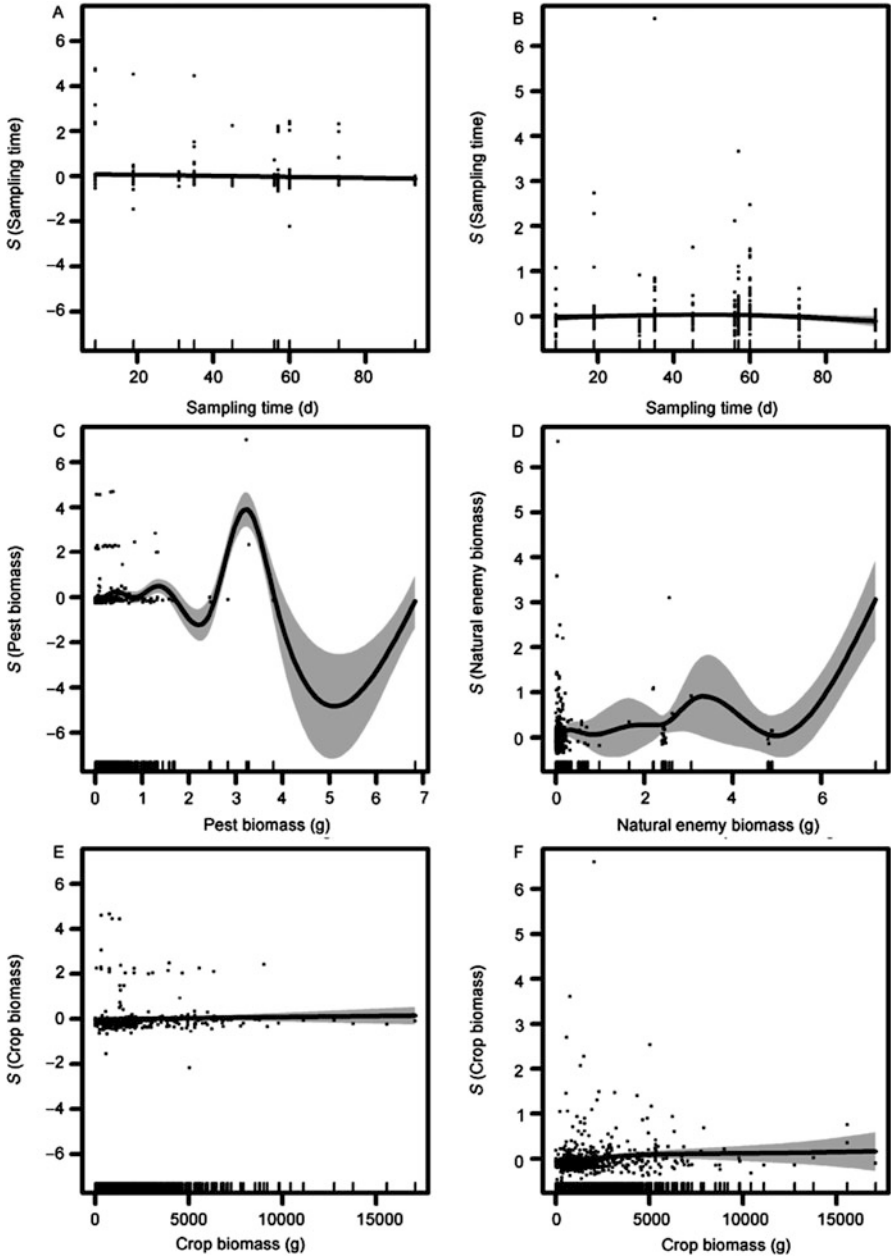 A
6
4
2
0
−2
−4
−6
S (Sampling time)
20 40 60 80
Sampling time (d)
B
6
5
4
3
2
1
0
S (Sampling time)
20 40 60 80
Sampling time (d)
C
6
4
2
0
−2
−4
−6
S (Pest biomass)
0 1 2 3 4 5 6 7
Pest biomass (g)
D
6
5
4
3
2
1
0
S (Natural enemy biomass)
0 2 4 6
Natural enemy biomass (g)
E
6
4
2
0
−2
−4
−6
S (Crop biomass)
0 5000 10000 15000
Crop biomass (g)
F
6
5
4
3
2
1
0
S (Crop biomass)
0 5000 10000 15000
Crop biomass (g)